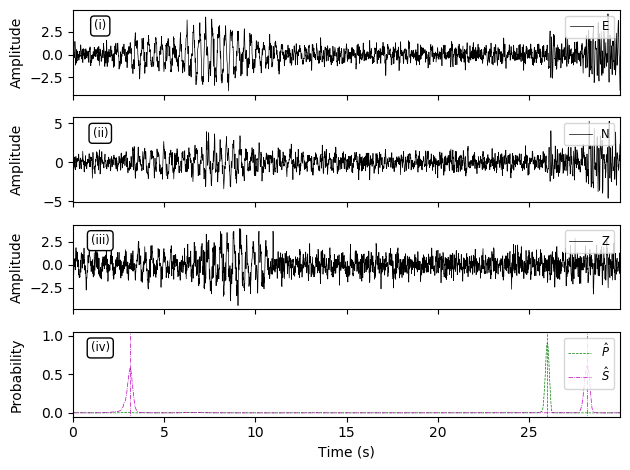 (i)
E
Amplitude
2.5
0.0
−2.5
(ii)
N
Amplitude
5
0
−5
(iii)
Z
Amplitude
2.5
0.0
−2.5
(iv)
P̂
Ŝ
Probability
1.0
0.5
0.0
0 5 10 15 20 25
Time (s)